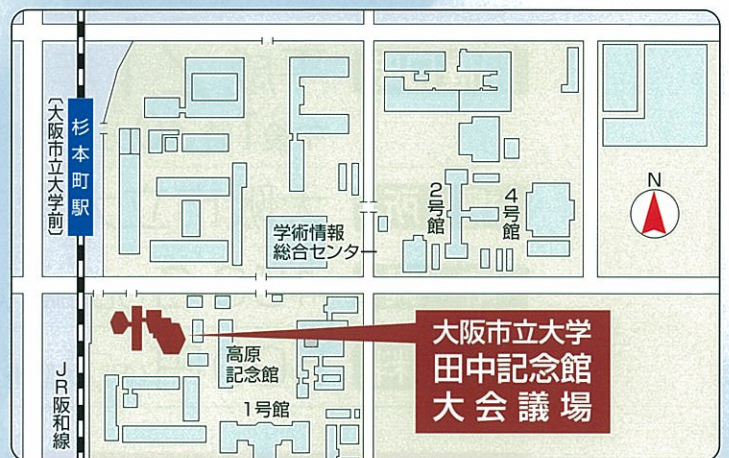 〔大阪市立大学前〕
杉本町駅
JR阪和線
学術情報
総合センター
2号館
4号館
N
高原
記念館
1号館
大阪市立大学
田中記念館
大会議場